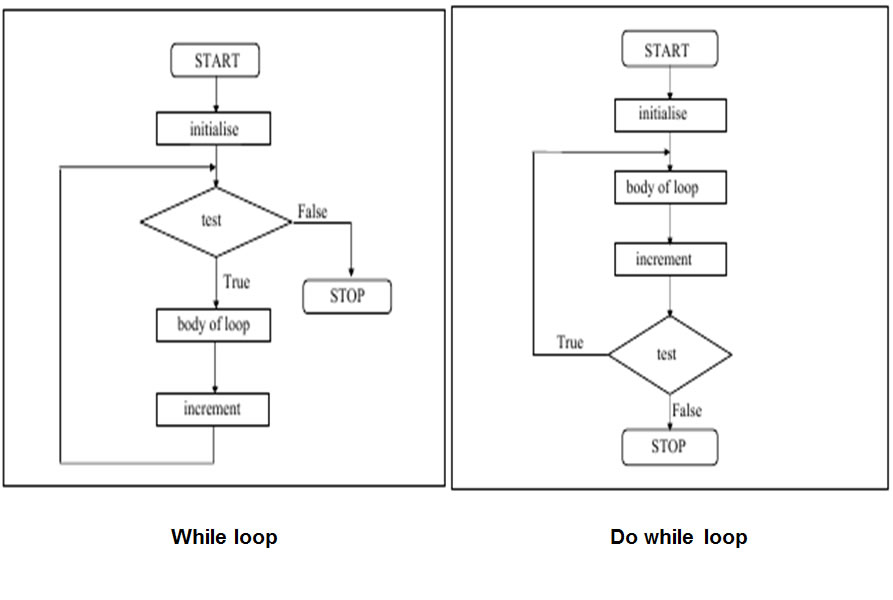 START
initialise
test
False
True
STOP
body of loop
increment
While loop
START
initialise
body of loop
increment
True
test
False
STOP
Do while loop